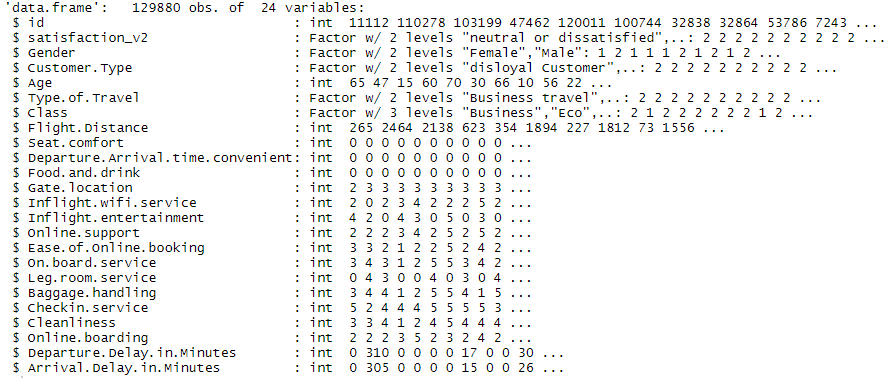 'data.frame':   129880 obs. of  24 variables:
 $ id                               : int  11112 110278 103199 47462 120011 100744 32838 32864 53786 7243 ...
 $ satisfaction_v2                  : Factor w/ 2 levels "neutral or dissatisfied",..: 2 2 2 2 2 2 2 2 2 2 ...
 $ Gender                           : Factor w/ 2 levels "Female","Male": 1 2 1 1 1 2 1 2 1 2 ...
 $ Customer.Type                    : Factor w/ 2 levels "disloyal Customer",..: 2 2 2 2 2 2 2 2 2 2 ...
 $ Age                              : int  65 47 15 60 70 30 66 10 56 22 ...
 $ Type.of.Travel                   : Factor w/ 2 levels "Business travel",..: 2 2 2 2 2 2 2 2 2 2 ...
 $ Class                            : Factor w/ 3 levels "Business","Eco",..: 2 1 2 2 2 2 2 2 1 2 ...
 $ Flight.Distance                  : int  265 2464 2138 623 354 1894 227 1812 73 1556 ...
 $ Seat.comfort                     : int  0 0 0 0 0 0 0 0 0 0 ...
 $ Departure.Arrival.time.convenient: int  0 0 0 0 0 0 0 0 0 0 ...
 $ Food.and.drink                   : int  0 0 0 0 0 0 0 0 0 0 ...
 $ Gate.location                    : int  2 3 3 3 3 3 3 3 3 3 ...
 $ Inflight.wifi.service            : int  2 0 2 3 4 2 2 2 5 2 ...
 $ Inflight.entertainment           : int  4 2 0 4 3 0 5 0 3 0 ...
 $ Online.support                   : int  2 2 2 3 4 2 5 2 5 2 ...
 $ Ease.of.Online.booking           : int  3 3 2 1 2 2 5 2 4 2 ...
 $ On.board.service                 : int  3 4 3 1 2 5 5 3 4 2 ...
 $ Leg.room.service                 : int  0 4 3 0 0 4 0 3 0 4 ...
 $ Baggage.handling                 : int  3 4 4 1 2 5 5 4 1 5 ...
 $ Checkin.service                  : int  5 2 4 4 4 5 5 5 5 3 ...
 $ Cleanliness                      : int  3 3 4 1 2 4 5 4 4 4 ...
 $ Online.boarding                  : int  2 2 2 3 5 2 3 2 4 2 ...
 $ Departure.Delay.in.Minutes       : int  0 310 0 0 0 0 17 0 0 30 ...
 $ Arrival.Delay.in.Minutes         : int  0 305 0 0 0 0 15 0 0 26 ...